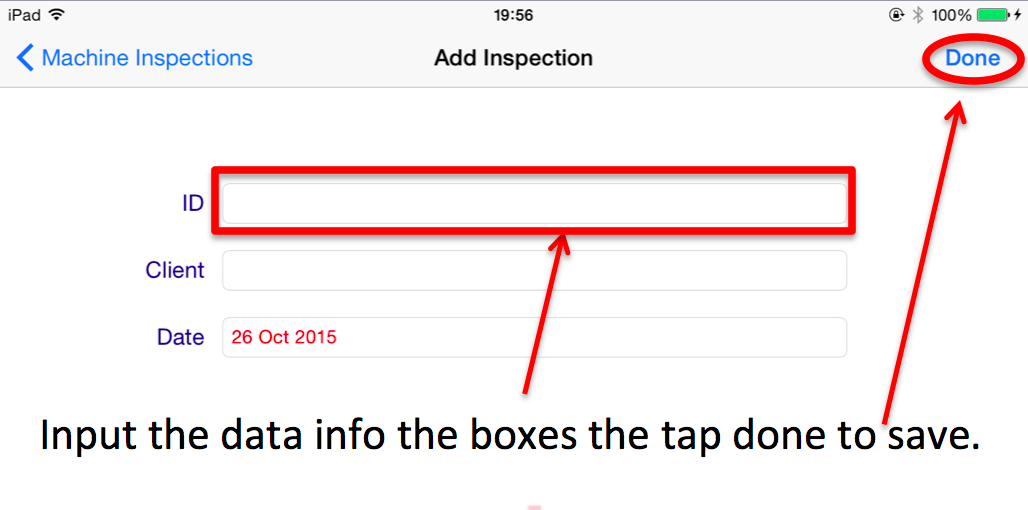 iPad 19:56 100%
Machine Inspections Add Inspection Done
ID
Client
Date 26 Oct 2015
Input the data info the boxes the tap done to save.